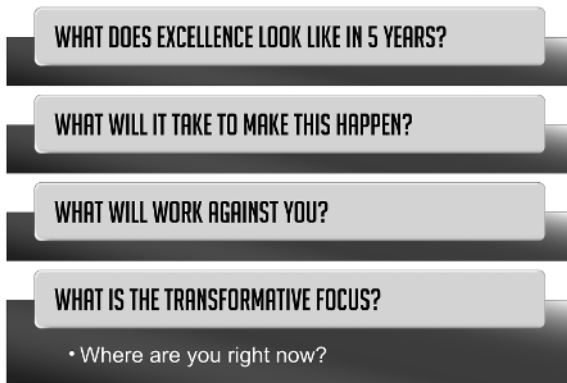 WHAT DOES EXCELLENCE LOOK LIKE IN 5 YEARS?
WHAT WILL IT TAKE TO MAKE THIS HAPPEN?
WHAT WILL WORK AGAINST YOU?
WHAT IS THE TRANSFORMATIVE FOCUS?
• Where are you right now?